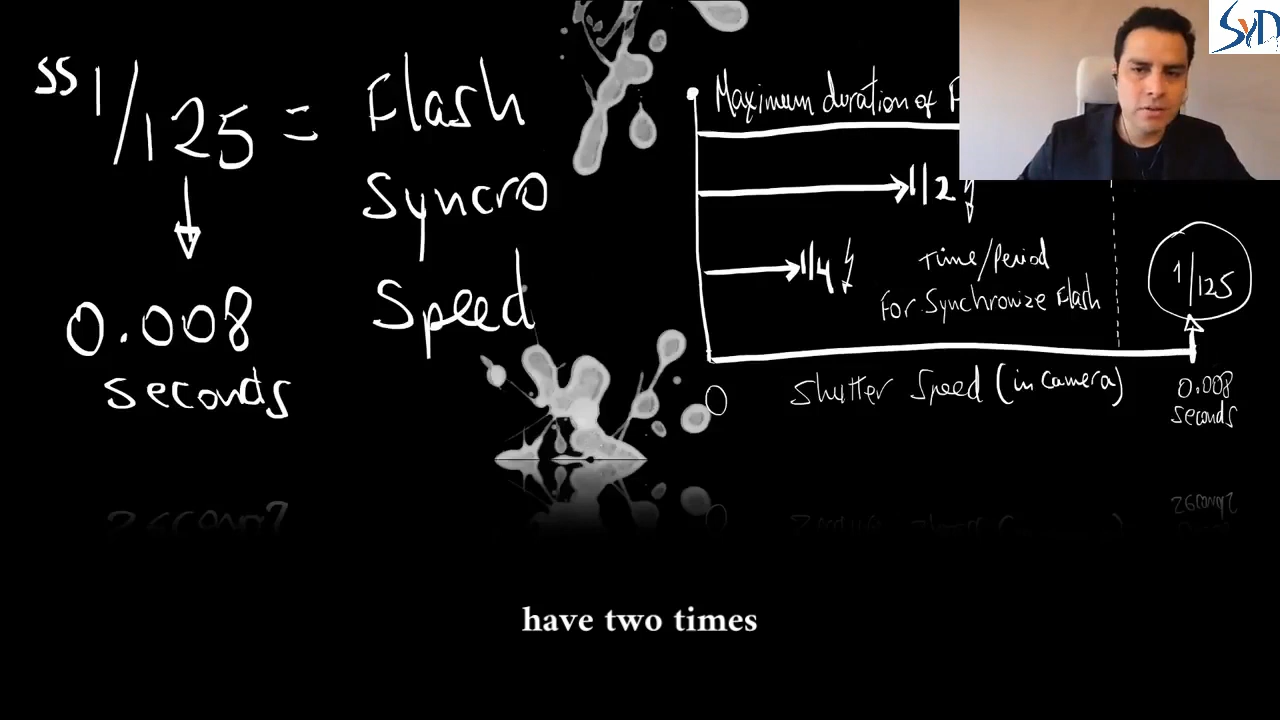 SS 1/125 = Flash
Syncro
Speed
0.008
seconds
Maximum duration of
1/2
1/4
Time/Period
For Synchronize Flash
1/125
0
Shutter Speed (in camera)
0.008
seconds
SYD
have two times